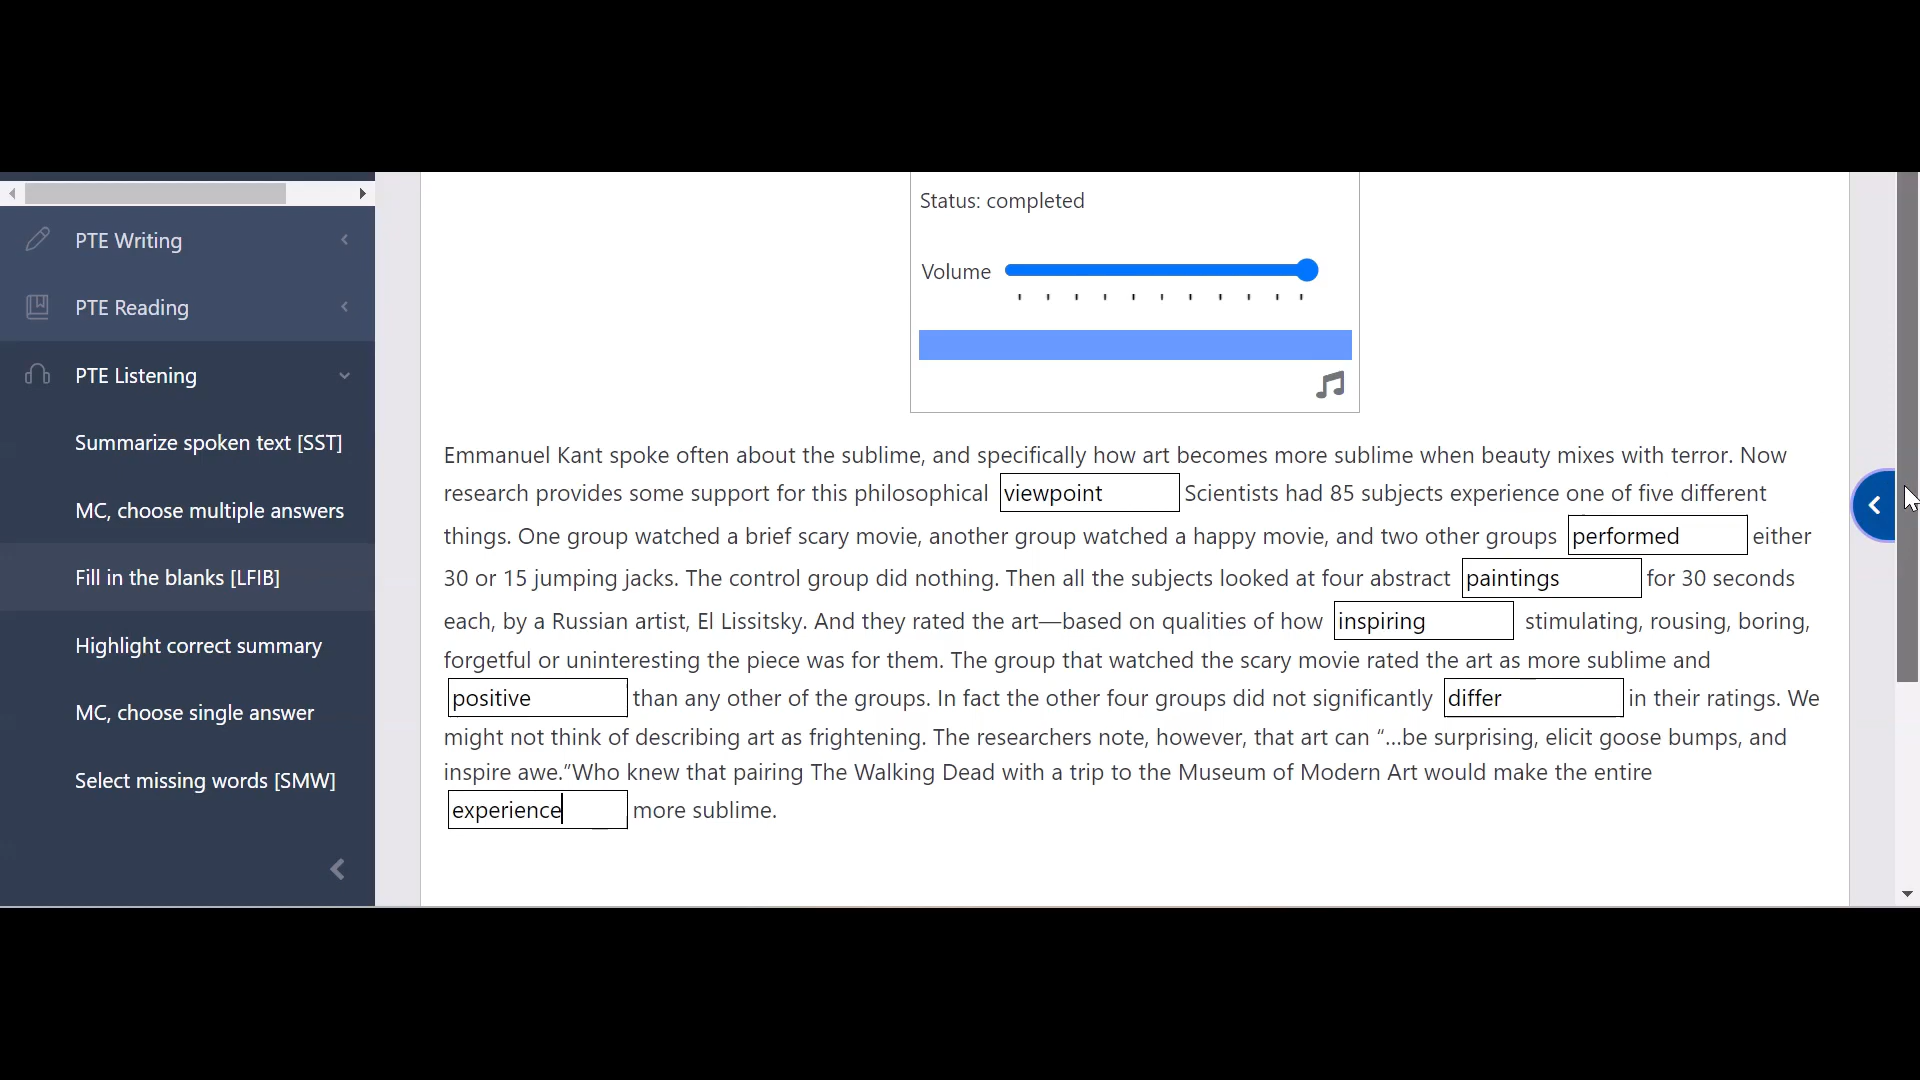 PTE Writing
PTE Reading
PTE Listening
Summarize spoken text [SST]
MC, choose multiple answers
Fill in the blanks [LFIB]
Highlight correct summary
MC, choose single answer
Select missing words [SMW]
Status: completed
Volume
Emmanuel Kant spoke often about the sublime, and specifically how art becomes more sublime when beauty mixes with terror. Now
research provides some support for this philosophical viewpoint Scientists had 85 subjects experience one of five different
things. One group watched a brief scary movie, another group watched a happy movie, and two other groups performed either
30 or 15 jumping jacks. The control group did nothing. Then all the subjects looked at four abstract paintings for 30 seconds
each, by a Russian artist, El Lissitsky. And they rated the art—based on qualities of how inspiring stimulating, rousing, boring,
forgetful or uninteresting the piece was for them. The group that watched the scary movie rated the art as more sublime and
positive than any other of the groups. In fact the other four groups did not significantly differ in their ratings. We
might not think of describing art as frightening. The researchers note, however, that art can “…be surprising, elicit goose bumps, and
inspire awe.”Who knew that pairing The Walking Dead with a trip to the Museum of Modern Art would make the entire
experience more sublime.